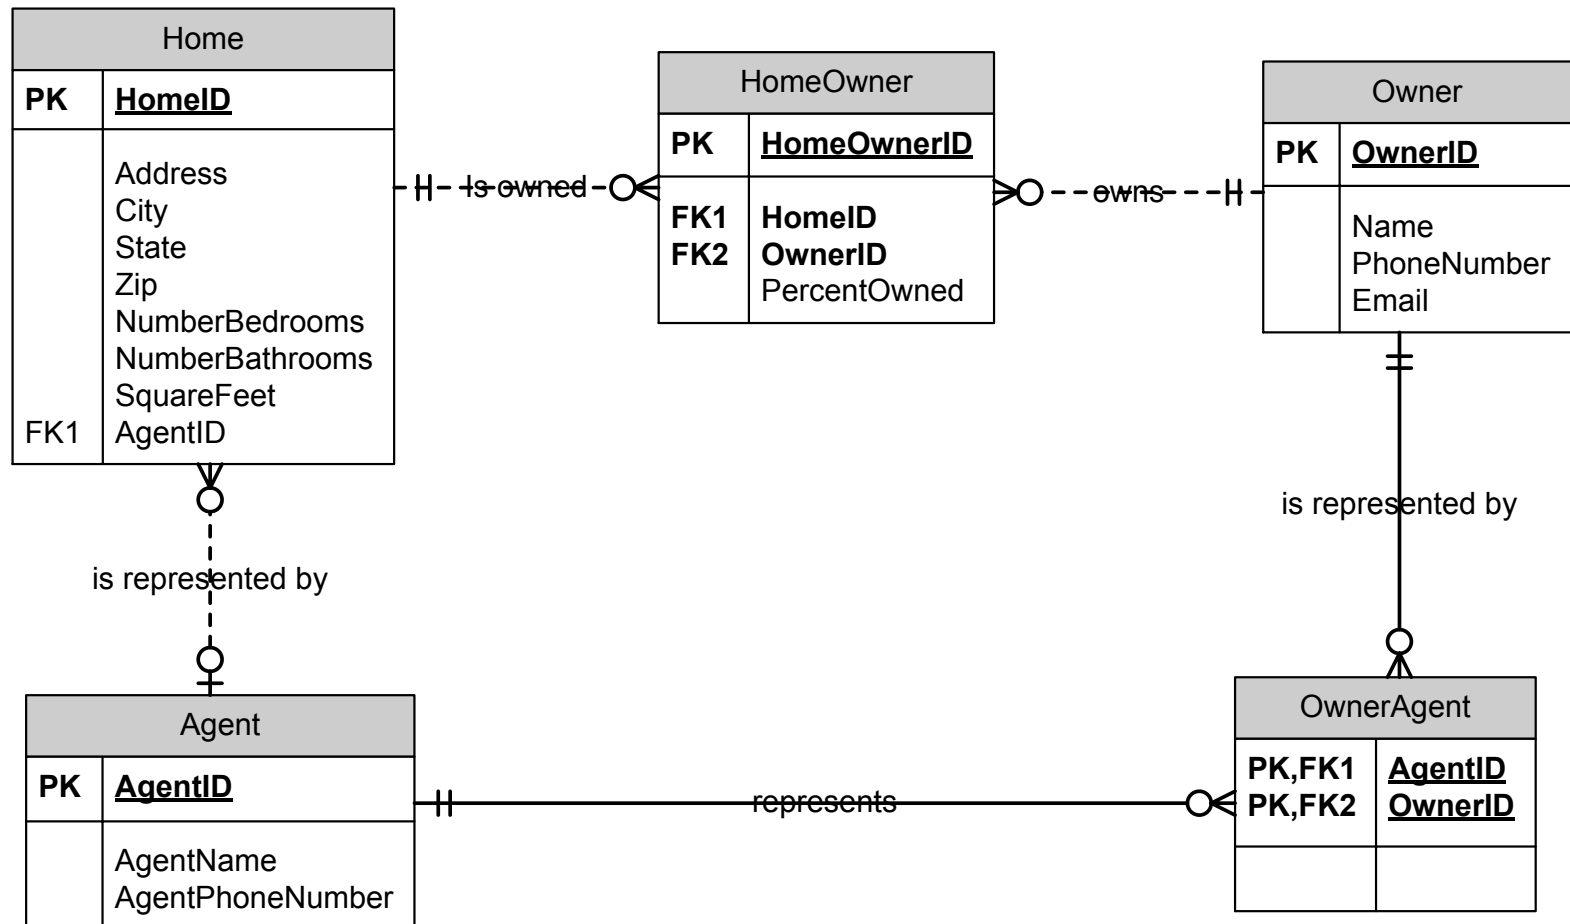 Home
PK HomeID
Address
City
State
Zip
NumberBedrooms
NumberBathrooms
SquareFeet
FK1 AgentID
Is owned
HomeOwner
PK HomeOwnerID
FK1 HomeID
FK2 OwnerID
PercentOwned
owns
Owner
PK OwnerID
Name
PhoneNumber
Email
is represented by
is represented by
Agent
PK AgentID
AgentName
AgentPhoneNumber
represents
OwnerAgent
PK,FK1 AgentID
PK,FK2 OwnerID